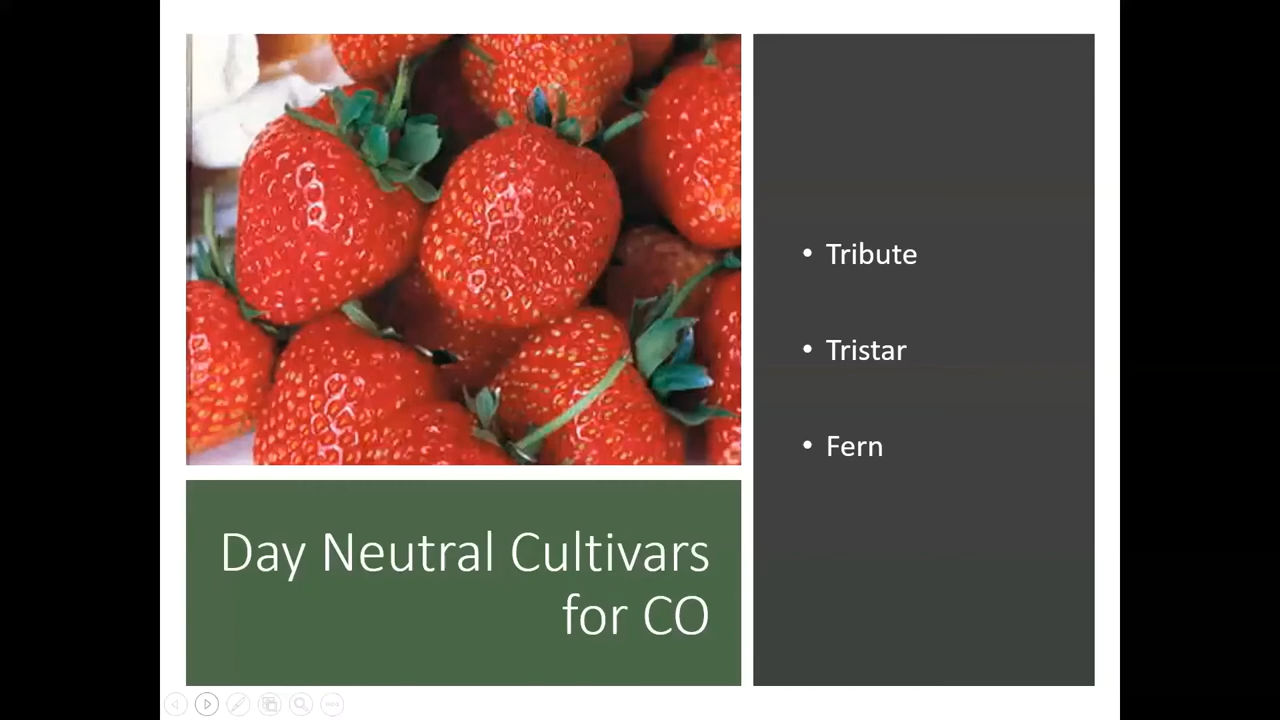 • Tribute
• Tristar
• Fern
Day Neutral Cultivars
for CO